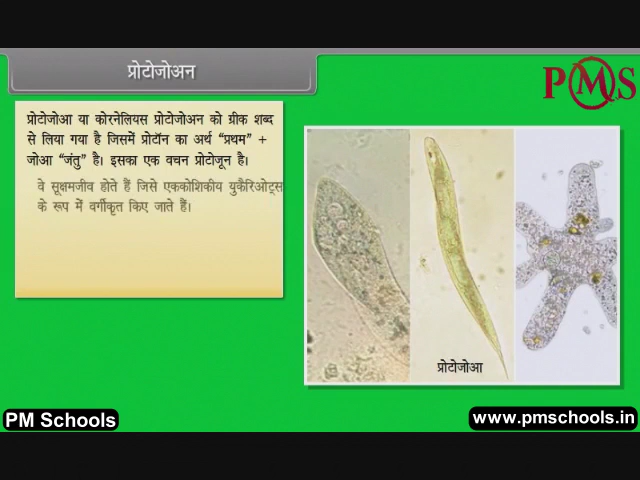 प्रोटोजोअन
PMS
प्रोटोजोआ या कोरनेलियस प्रोटोजोअन को ग्रीक शब्द
से लिया गया है जिसमें प्रोटॉन का अर्थ “प्रथम” +
जोआ “जंतु” है। इसका एक वचन प्रोटोजून है।
वे सूक्षमजीव होते हैं जिसे एककोशिकीय युकैरिओट्स
के रूप में वर्गीकृत किए जाते हैं।
प्रोटोजोआ
PM Schools
www.pmschools.in